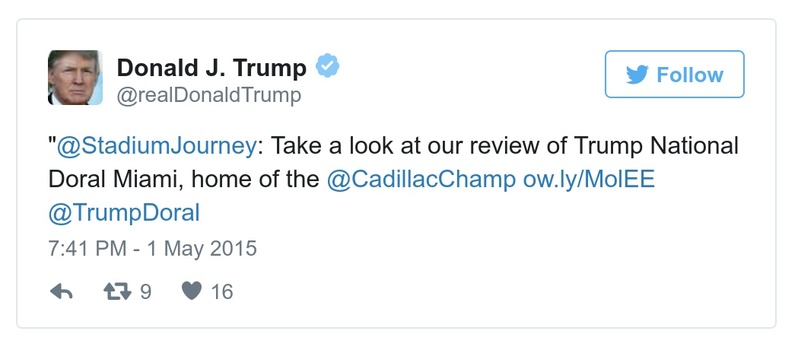 Donald J. Trump
@realDonaldTrump
Follow
"@StadiumJourney: Take a look at our review of Trump National
Doral Miami, home of the @CadillacChamp ow.ly/MolEE
@TrumpDoral
7:41 PM - 1 May 2015
9 16